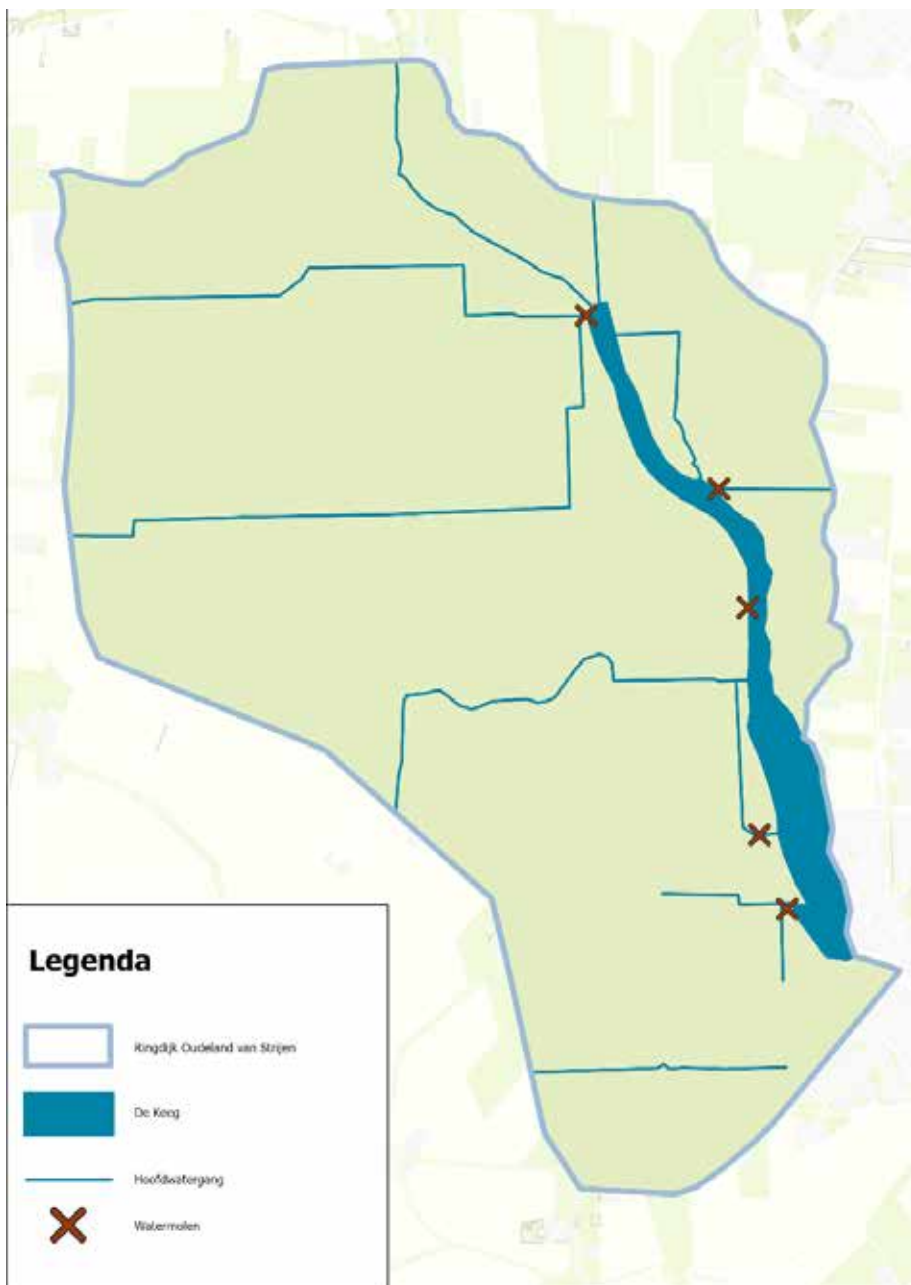 Legenda
Ringdijk Oudeland van Strijen
De Keeg
Hoofdwatergang
Watermolen